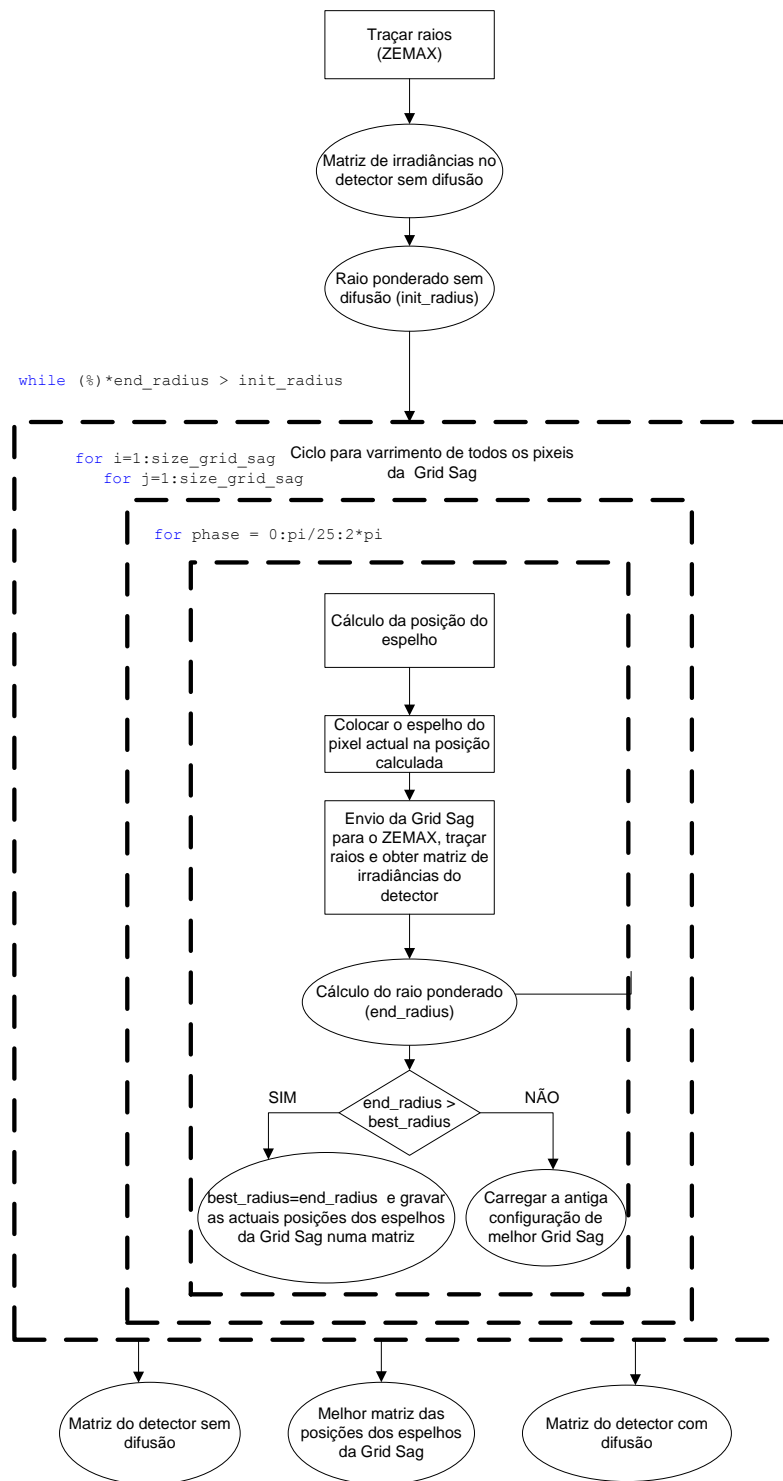 Traçar raios
(ZEMAX)
Matriz de irradiâncias no
detector sem difusão
Raio ponderado sem
difusão (init_radius)
while (%)*end_radius > init_radius
for i=1:size_grid_sag
for j=1:size_grid_sag
Ciclo para varrimento de todos os pixeis
da Grid Sag
for phase = 0:pi/25:2*pi
Cálculo da posição do
espelho
Colocar o espelho do
pixel actual na posição
calculada
Envio da Grid Sag
para o ZEMAX, traçar
raios e obter matriz de
irradiâncias do
detector
Cálculo do raio ponderado
(end_radius)
end_radius >
best_radius
SIM
NÃO
best_radius=end_radius e gravar
as actuais posições dos espelhos
da Grid Sag numa matriz
Carregar a antiga
configuração de
melhor Grid Sag
Matriz do detector sem
difusão
Melhor matriz das
posições dos espelhos
da Grid Sag
Matriz do detector com
difusão